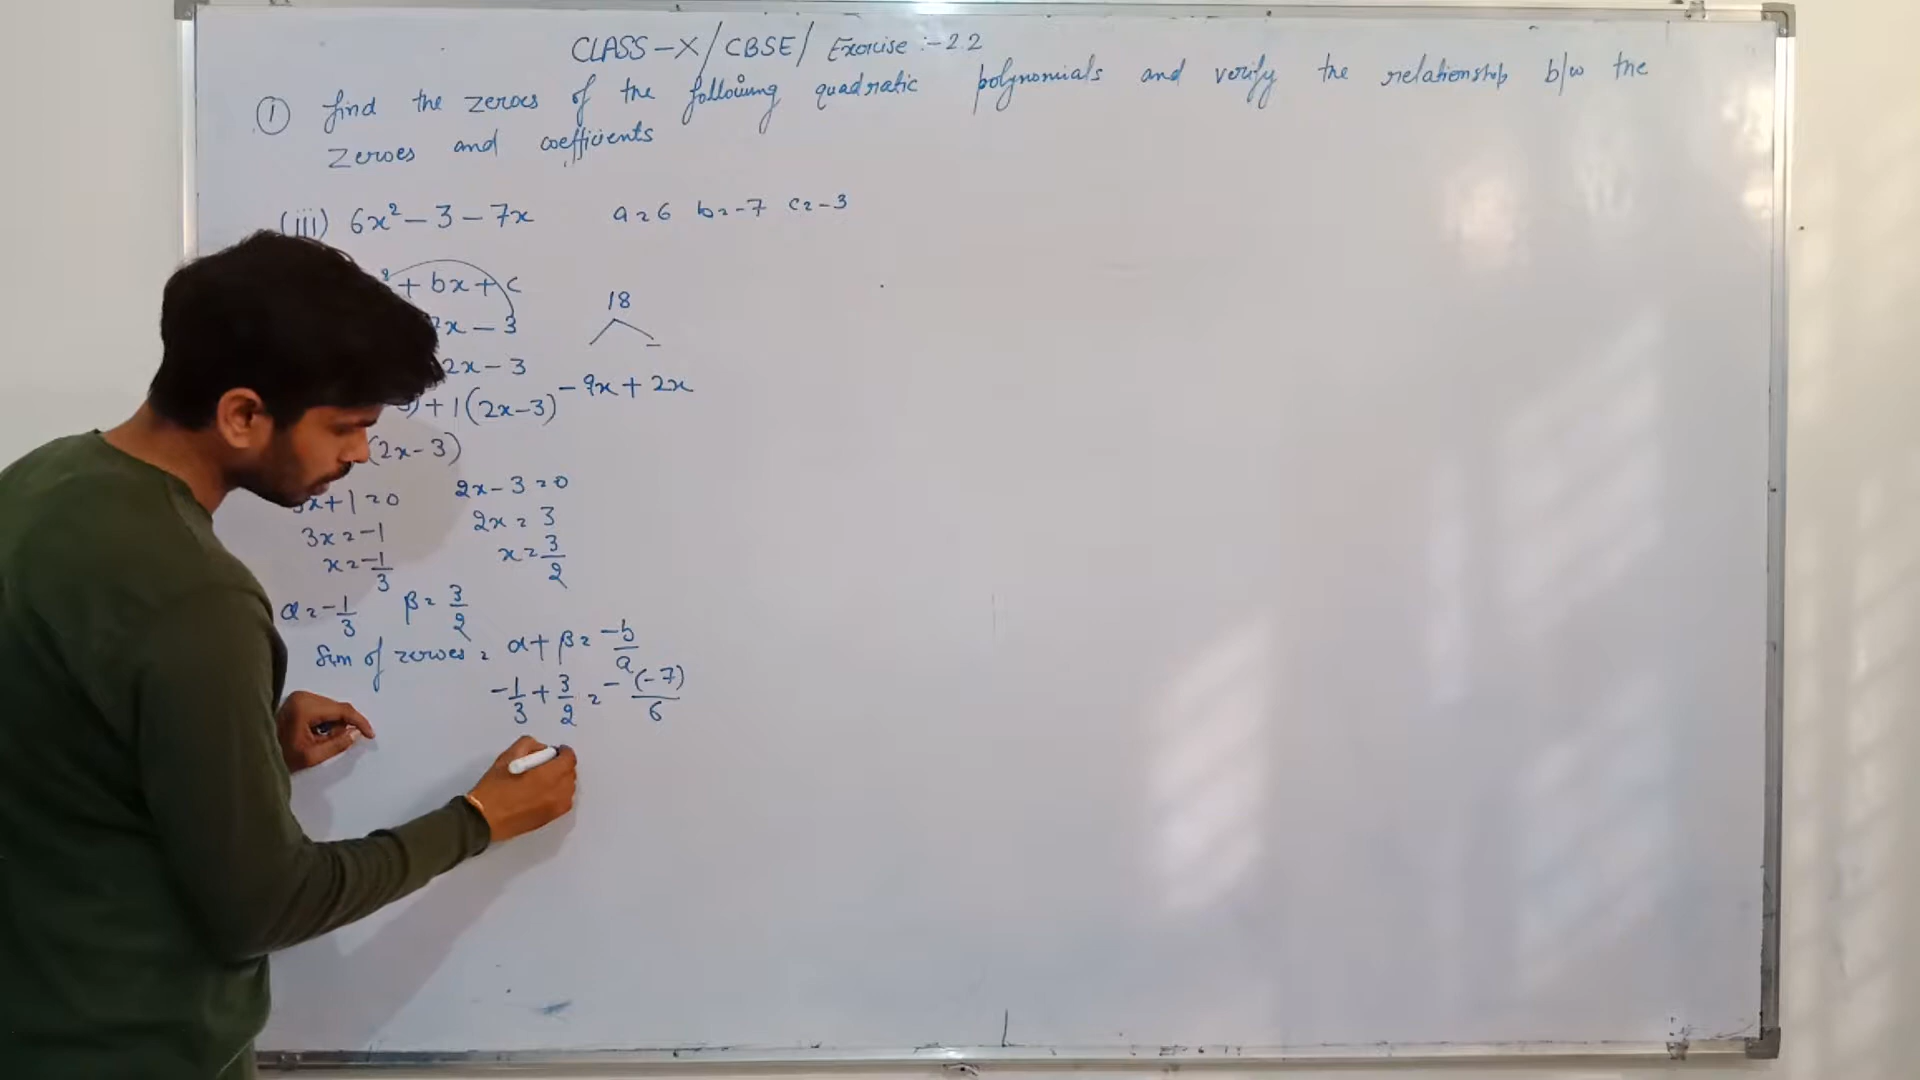 CLASS-X/CBSE/ Exercise :- 2.2
① find the zeroes of the following quadratic polynomials and verify the relationship b/w the
zeroes and coefficients
(iii) 6x² - 3 - 7x a=6 b=-7 c=-3
+ bx + c
18
x - 3
2x - 3
- 9x + 2x
) + 1(2x-3)
(2x-3)
3x+1=0 2x-3=0
3x=-1 2x=3
x=-1/3 x=3/2
α=-1/3 β=3/2
Sum of zeroes = α+β = -b/a
-1/3 + 3/2 = -(-7)/6